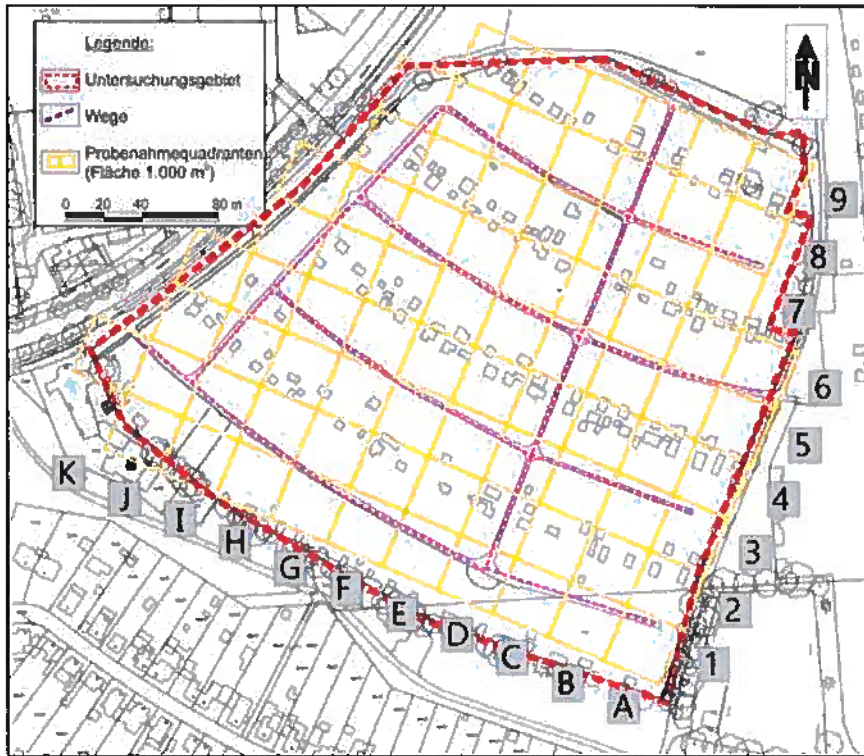 Legende:
Untersuchungsgebiet
Wege
Probenahmequadranten
(Fläche 1.000 m²)
0 20 40 80 m
N
9
8
7
6
5
4
3
2
1
K
J
I
H
G
F
E
D
C
B
A